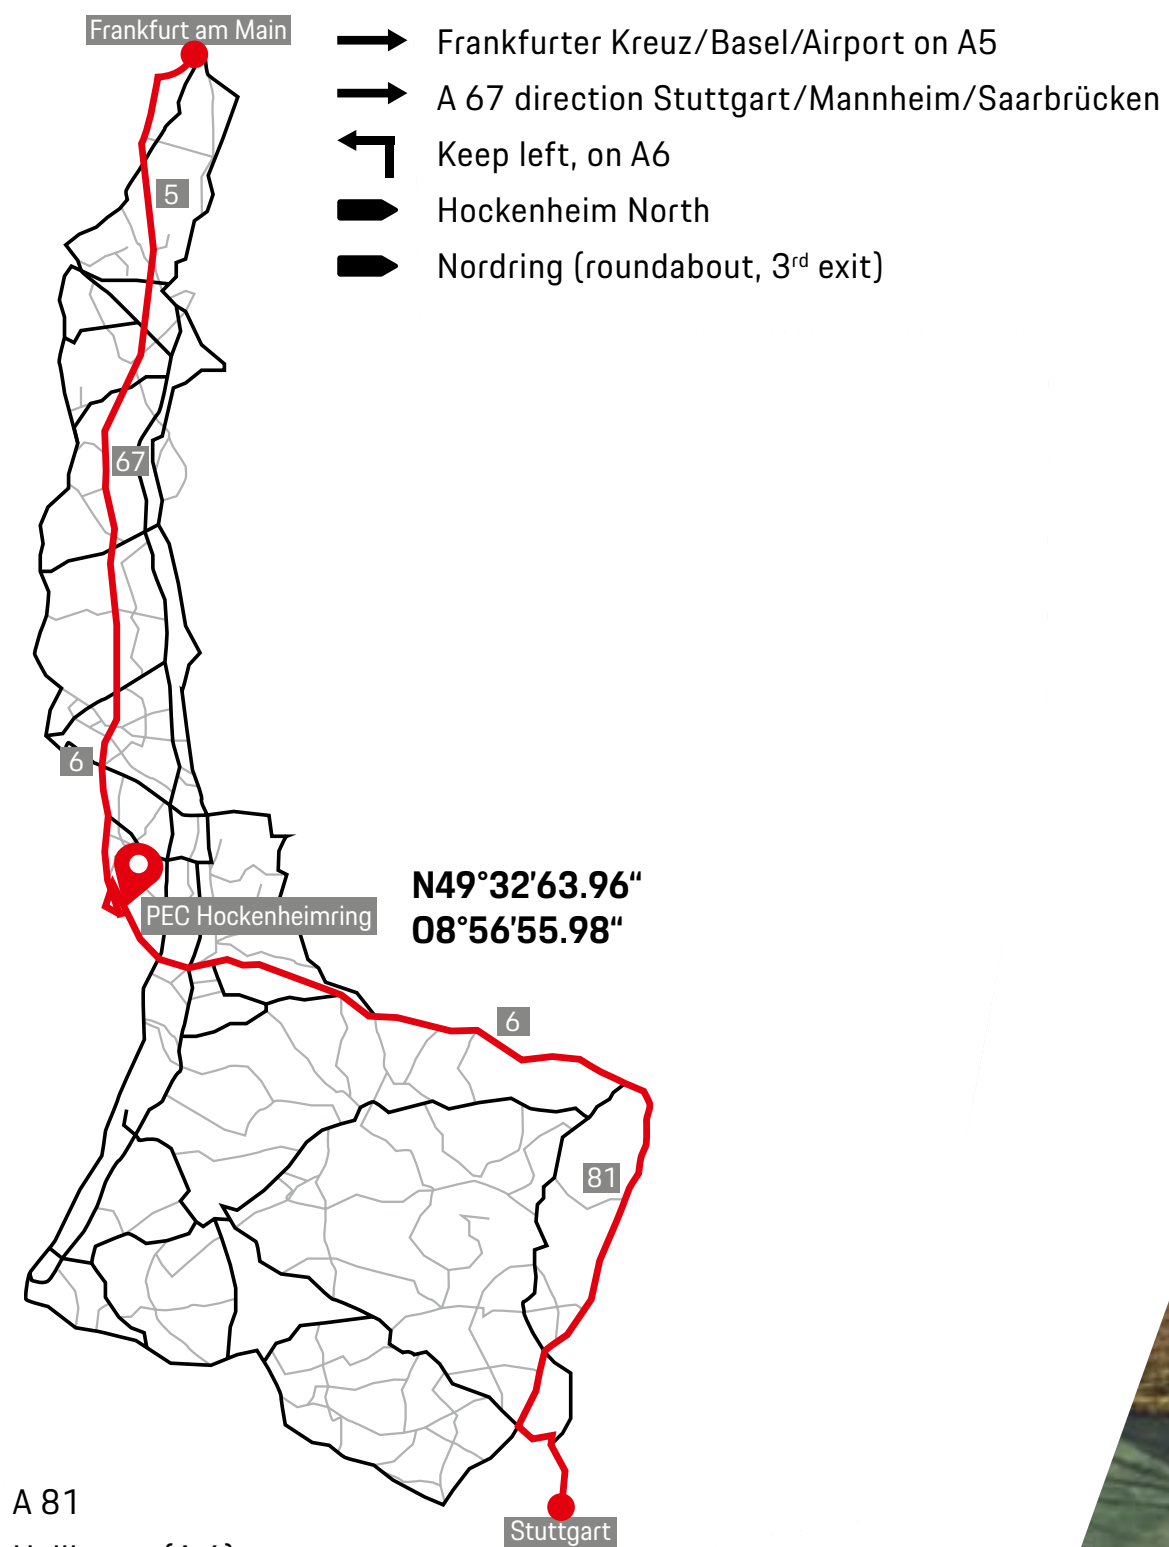 Frankfurt am Main
Frankfurter Kreuz/Basel/Airport on A5
A 67 direction Stuttgart/Mannheim/Saarbrücken
Keep left, on A6
Hockenheim North
Nordring (roundabout, 3rd exit)
5
67
6
PEC Hockenheimring
N49°32'63.96“
O8°56'55.98“
6
81
A 81
Stuttgart